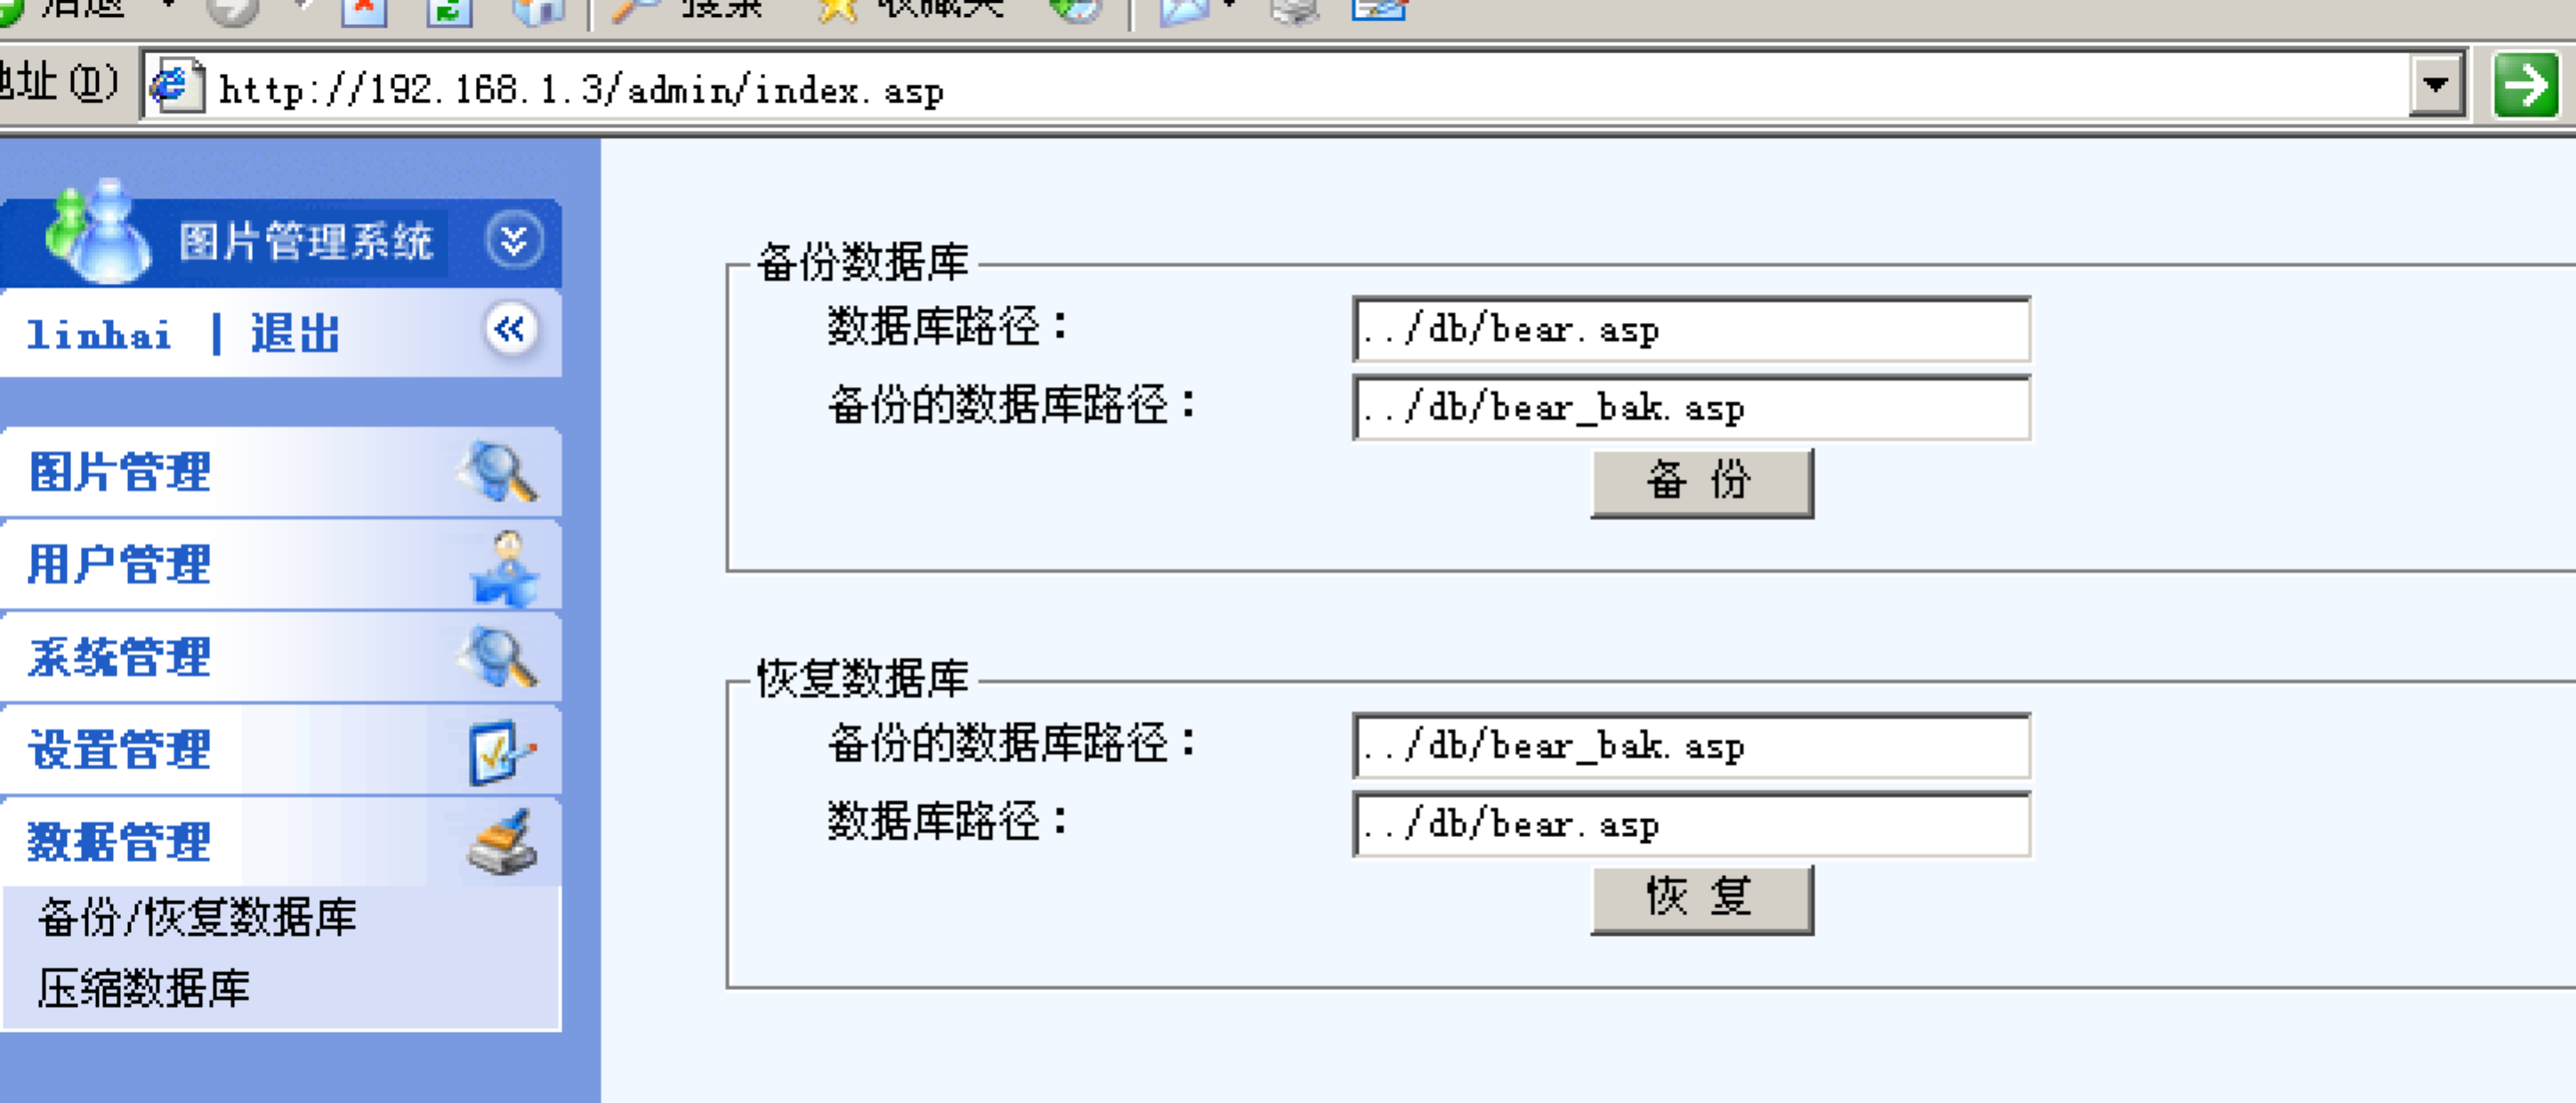 后退 搜索 收藏夹
地址(D) http://192.168.1.3/admin/index.asp
图片管理系统
linhai | 退出
图片管理
用户管理
系统管理
设置管理
数据管理
备份/恢复数据库
压缩数据库
备份数据库
数据库路径： ../db/bear.asp
备份的数据库路径： ../db/bear_bak.asp
备 份
恢复数据库
备份的数据库路径： ../db/bear_bak.asp
数据库路径： ../db/bear.asp
恢 复